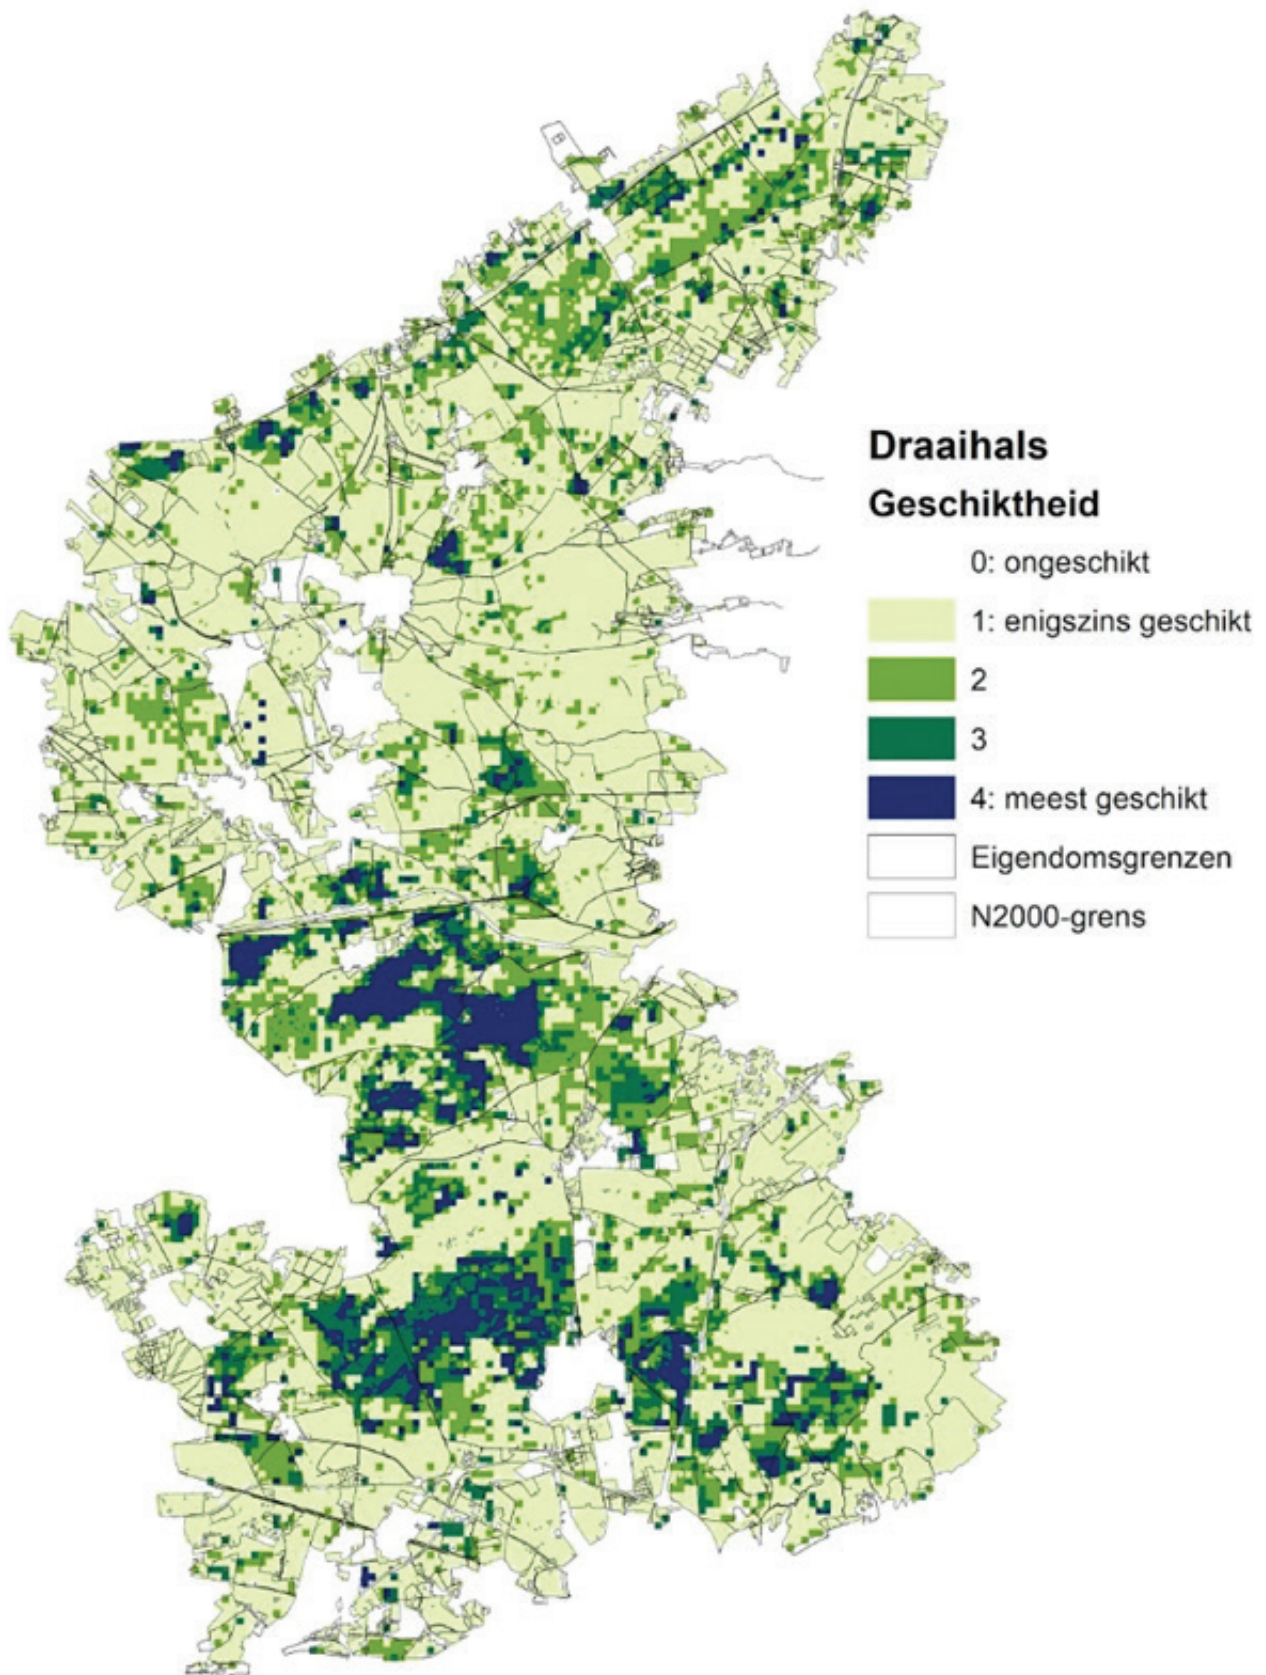 Draaihals
Geschiktheid
0: ongeschikt
1: enigszins geschikt
2
3
4: meest geschikt
Eigendomsgrenzen
N2000-grens